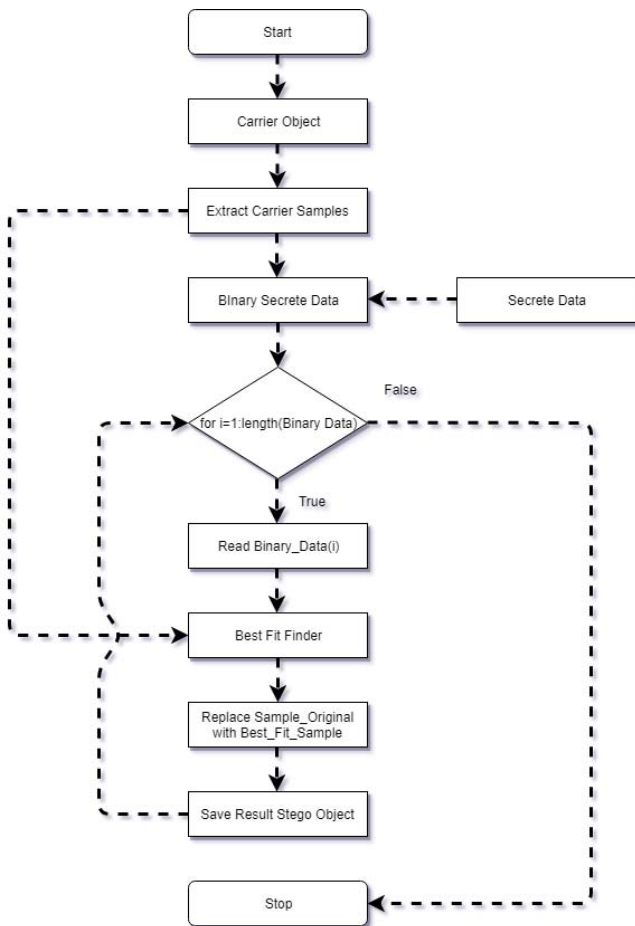 Start
Carrier Object
Extract Carrier Samples
BInary Secrete Data
Secrete Data
False
for i=1:length(Binary Data)
True
Read Binary_Data(i)
Best Fit Finder
Replace Sample_Original
with Best_Fit_Sample
Save Result Stego Object
Stop